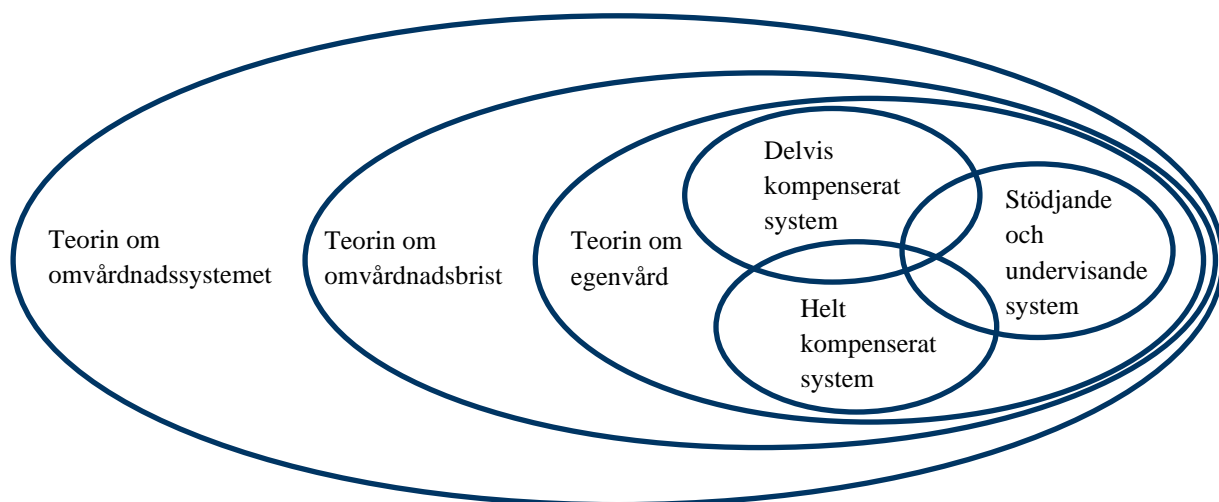 Teorin om
omvårdnadssystemet
Teorin om
omvårdnadsbrist
Teorin om
egenvård
Delvis
kompenserat
system
Helt
kompenserat
system
Stödjande
och
undervisande
system